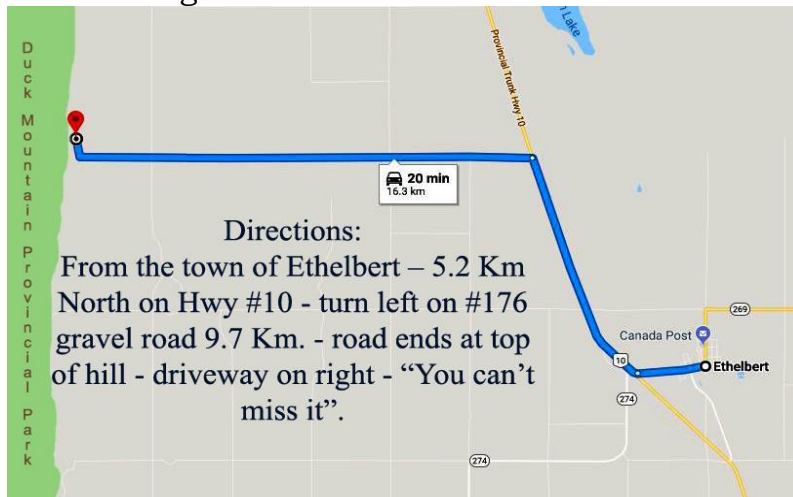 Duck Mountain Provincial Park
Lake
Provincial Trunk Hwy 10
20 min
16.3 km
Directions:
From the town of Ethelbert – 5.2 Km
North on Hwy #10 - turn left on #176
gravel road 9.7 Km. - road ends at top
of hill - driveway on right - “You can’t
miss it”.
269
Canada Post
10
Ethelbert
274
274